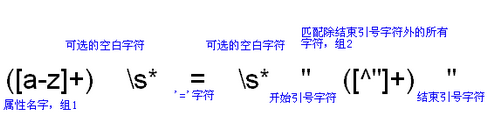 可选的空白字符
可选的空白字符
匹配除结束引号字符外的所有
字符，组2
([a-z]+) \s* = \s* " ([^"]+) "
属性名字，组1
'='字符
开始引号字符
结束引号字符